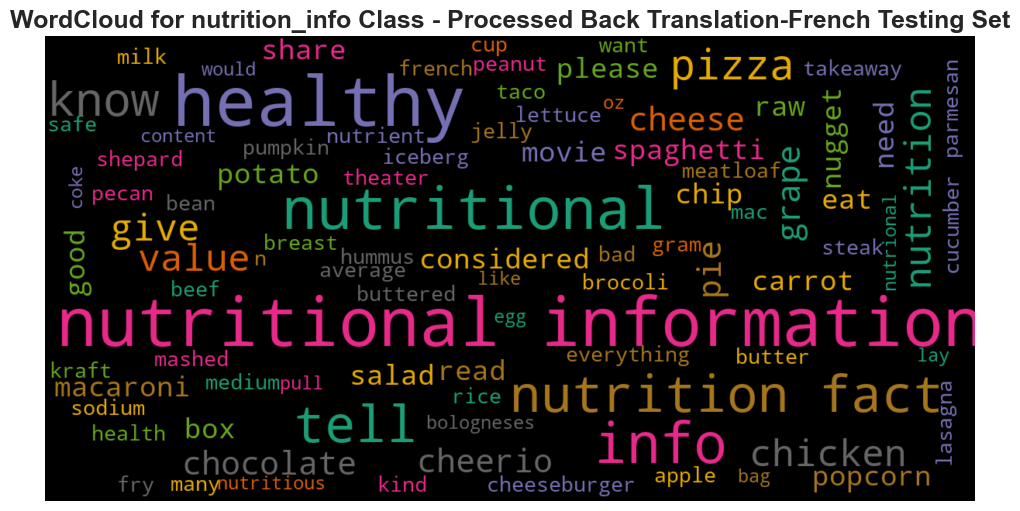 WordCloud for nutrition_info Class - Processed Back Translation-French Testing Set
milk
share
cup
want
would
french
peanut
please
pizza
takeaway
know
healthy
taco
oz
raw
nugget
need
nutrition
parmesan
safe
content
nutrient
lettuce
cheese
pumpkin
jelly
shepard
iceberg
movie
spaghetti
grape
coke
pecan
potato
theater
meatloaf
bean
nutritional
chip
mac
eat
nutrional
cucumber
good
give
value
n
breast
hummus
considered
bad
gram
pie
steak
average
like
brocoli
carrot
beef
buttered
nutritional information
egg
kraft
mashed
everything
butter
lay
macaroni
medium
pull
salad
read
nutrition fact
sodium
rice
lasagna
health
box
tell
bologneses
info
chocolate
cheerio
chicken
fry
many
nutritious
kind
cheeseburger
apple
bag
popcorn